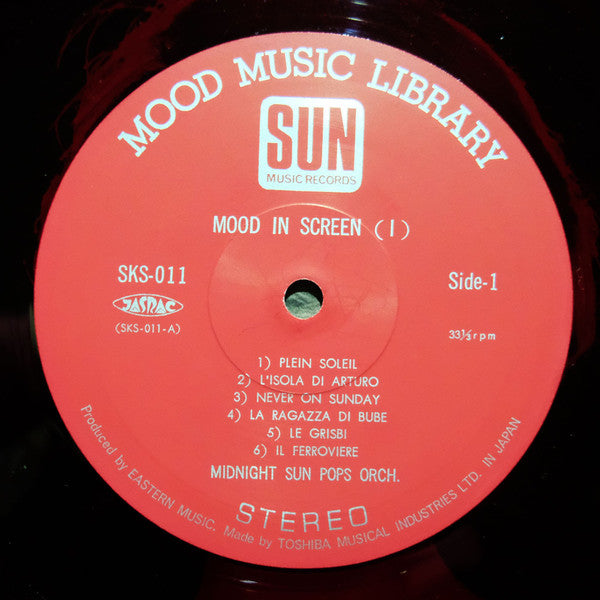 MOOD MUSIC LIBRARY
SUN
MUSIC RECORDS
MOOD IN SCREEN (I)
SKS-011
Side-1
JASRAC
(SKS-011-A)
33⅓rpm
1) PLEIN SOLEIL
2) L'ISOLA DI ARTURO
3) NEVER ON SUNDAY
4) LA RAGAZZA DI BUBE
5) LE GRISBI
6) IL FERROVIERE
MIDNIGHT SUN POPS ORCH.
STEREO
Produced by EASTERN MUSIC. Made by TOSHIBA MUSICAL INDUSTRIES LTD. IN JAPAN